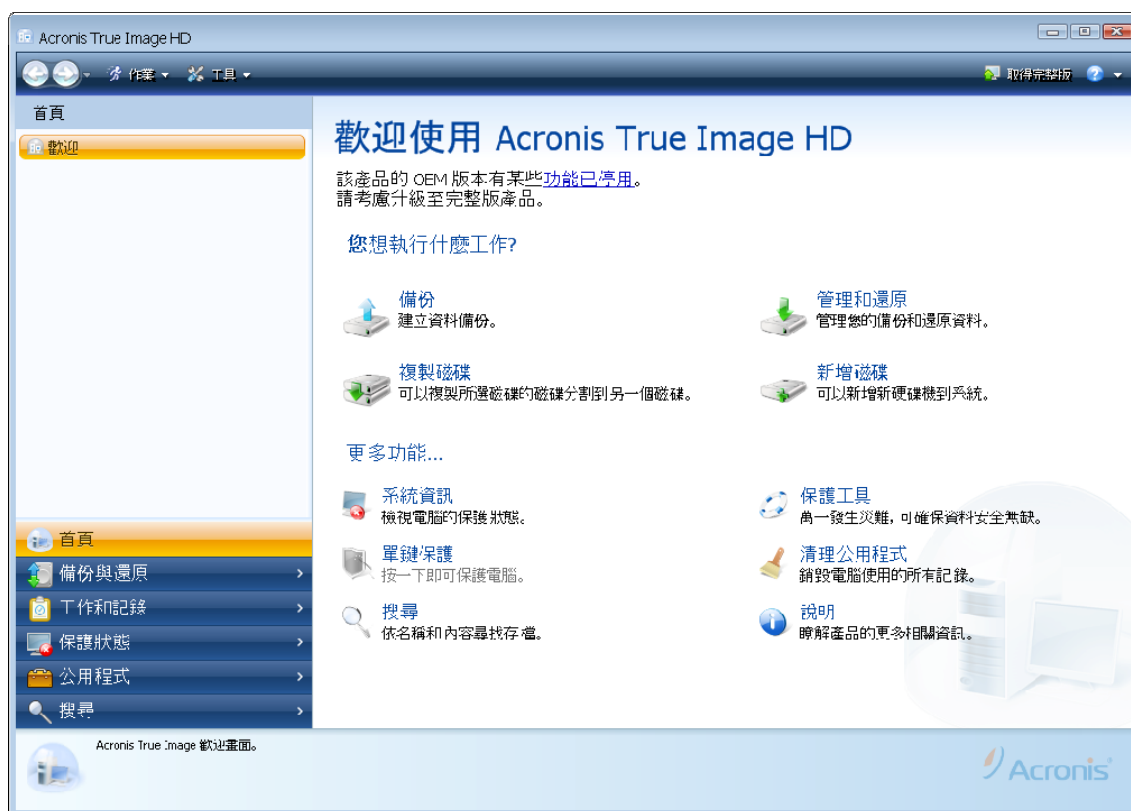 Acronis True Image HD
作業
工具
取得完整版
首頁
歡迎
歡迎使用 Acronis True Image HD
該產品的 OEM 版本有某些功能已停用。
請考慮升級至完整版產品。
您想執行什麼工作?
備份
建立資料備份。
管理和還原
管理您的備份和還原資料。
複製磁碟
可以複製所選磁碟的磁碟分割到另一個磁碟。
新增磁碟
可以新增新硬碟機到系統。
更多功能...
系統資訊
檢視電腦的保護狀態。
保護工具
萬一發生災難，可確保資料安全無缺。
單鍵保護
按一下即可保護電腦。
清理公用程式
銷毀電腦使用的所有記錄。
搜尋
依名稱和內容尋找存檔。
說明
瞭解產品的更多相關資訊。
首頁
備份與還原
工作和記錄
保護狀態
公用程式
搜尋
Acronis True Image 歡迎畫面。
Acronis